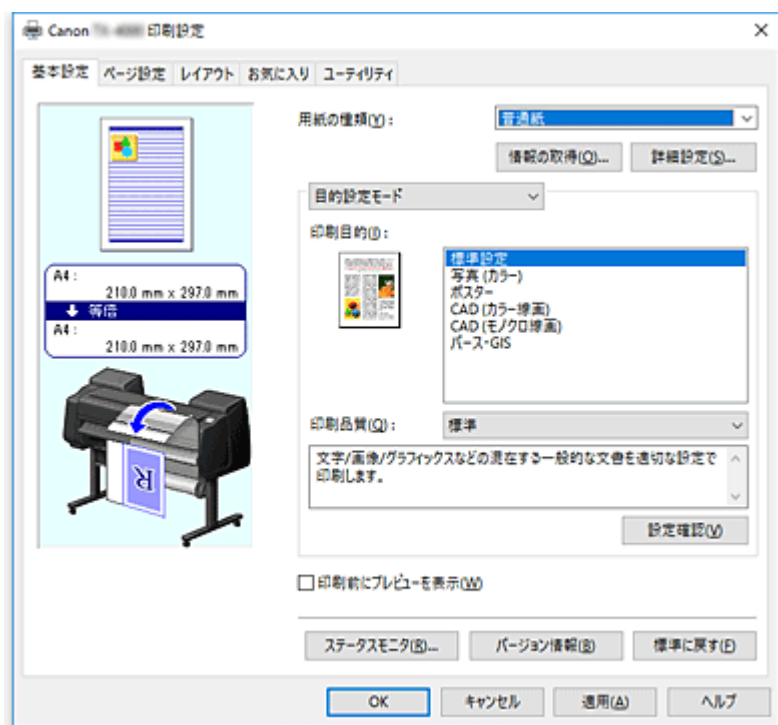 Canon 印刷設定
基本設定 ページ設定 レイアウト お気に入り ユーティリティ
用紙の種類(Y): 普通紙
情報の取得(O)... 詳細設定(S)...
目的設定モード
印刷目的(I):
標準設定
写真 (カラー)
ポスター
CAD (カラー線画)
CAD (モノクロ線画)
パース・GIS
A4 :
210.0 mm x 297.0 mm
等倍
A4 :
210.0 mm x 297.0 mm
R
印刷品質(Q): 標準
文字/画像/グラフィックスなどの混在する一般的な文書を適切な設定で
印刷します。
設定確認(V)
印刷前にプレビューを表示(W)
ステータスモニタ(R)... バージョン情報(B) 標準に戻す(F)
OK キャンセル 適用(A) ヘルプ